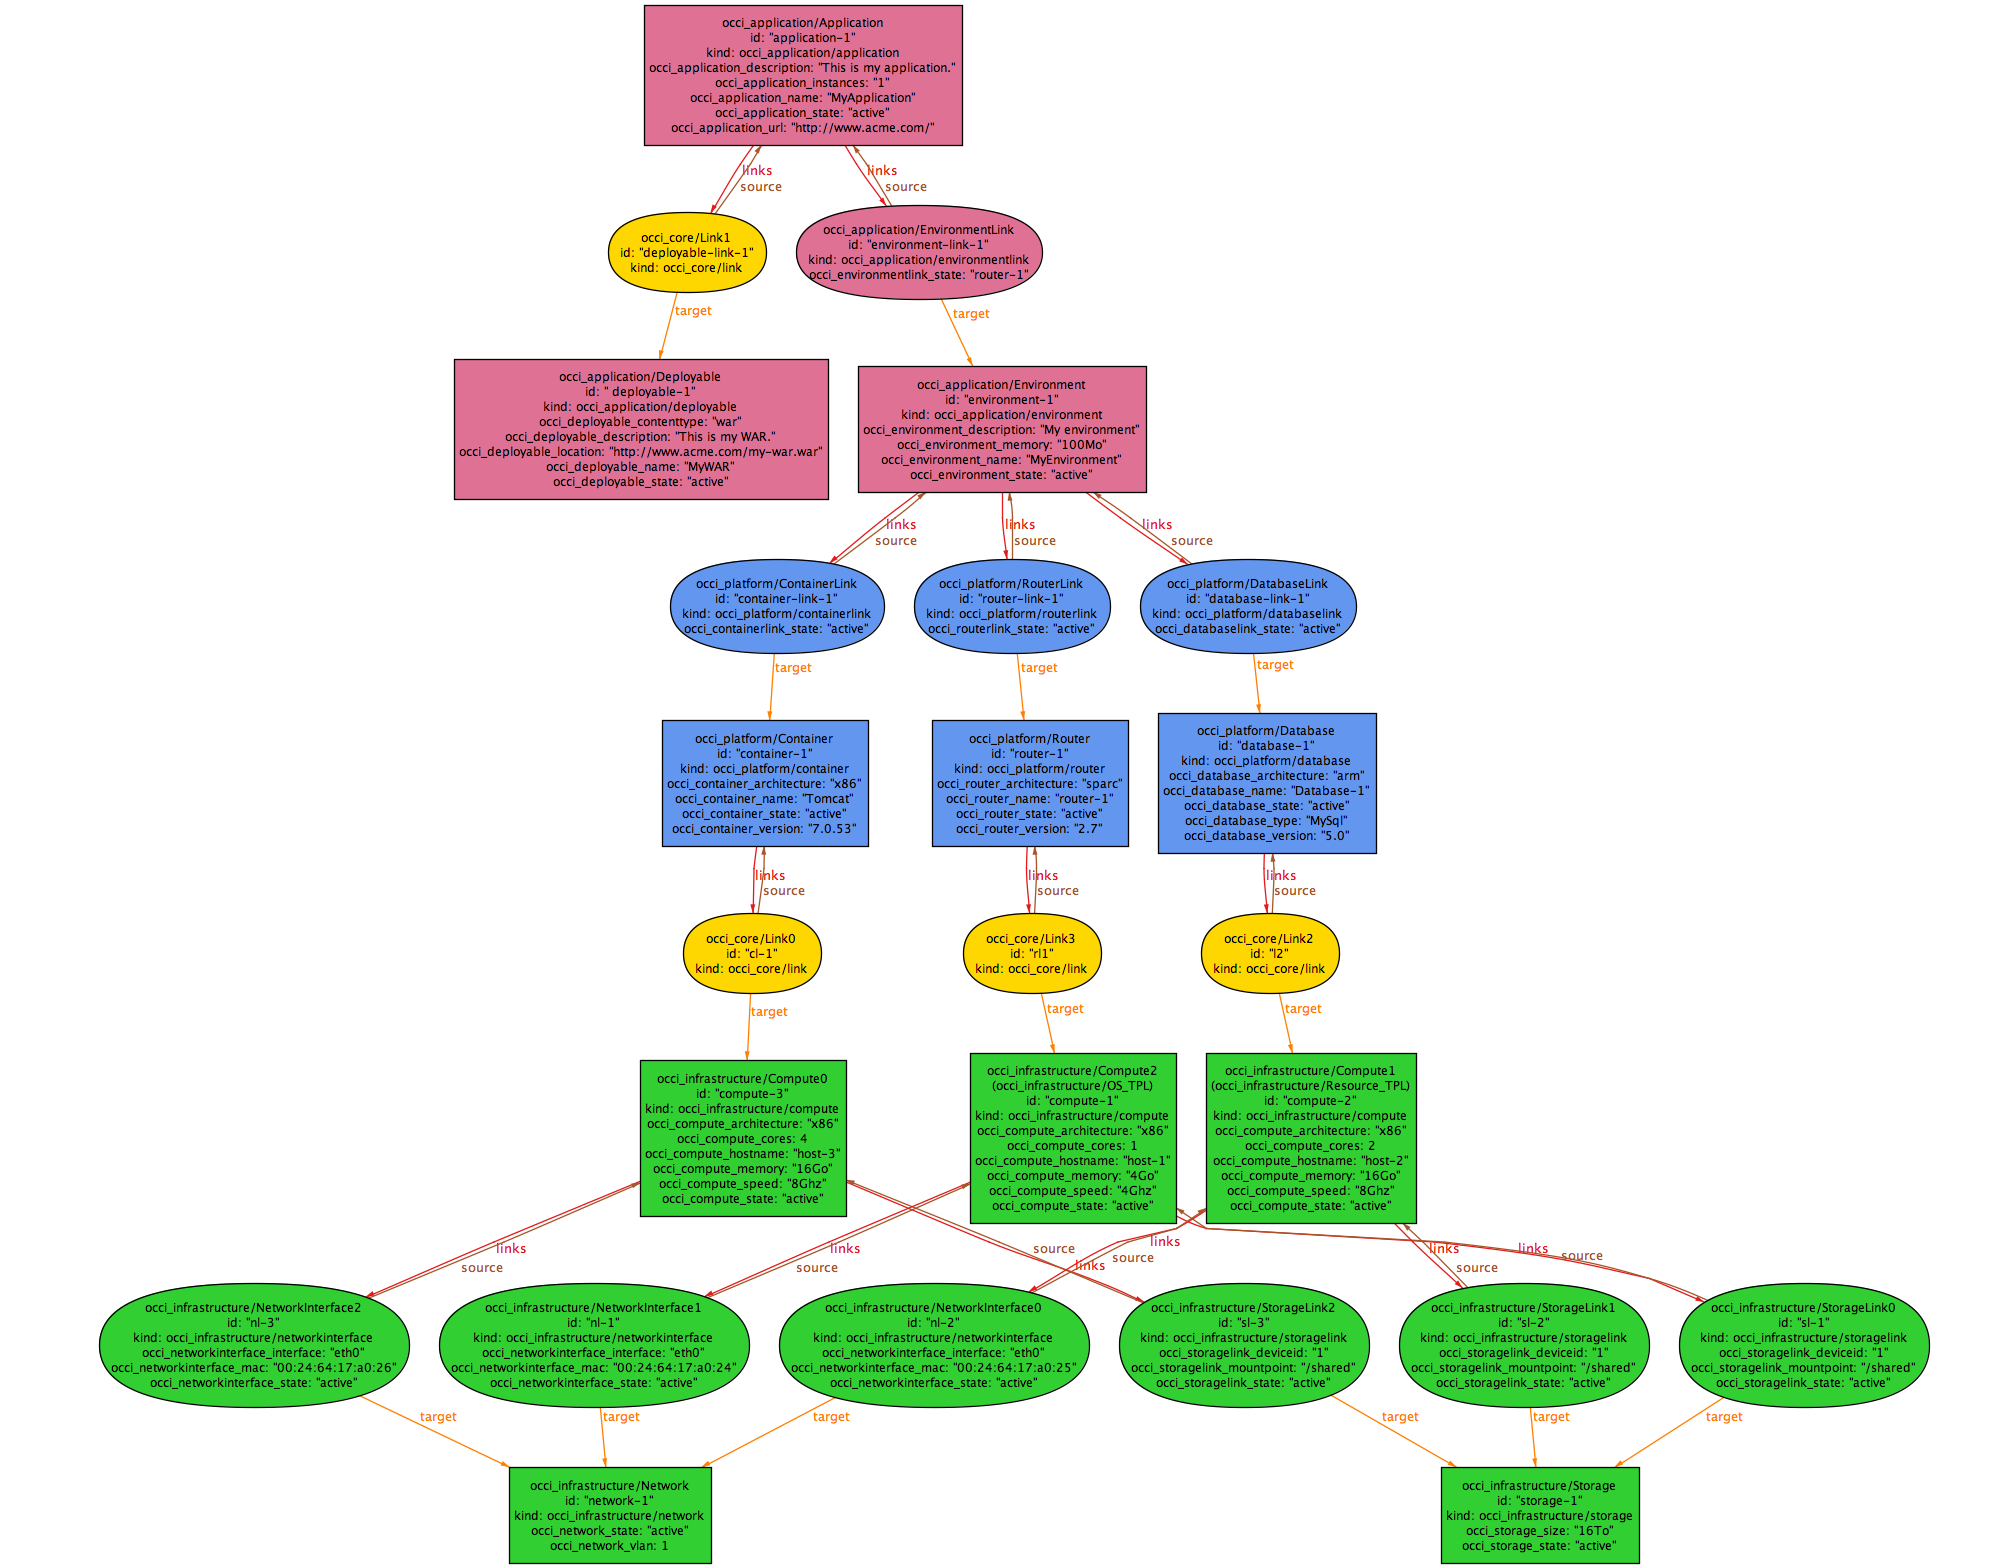 occi_application/Application
id: "application-1"
kind: occi_application/application
occi_application_description: "This is my application."
occi_application_instances: "1"
occi_application_name: "MyApplication"
occi_application_state: "active"
occi_application_url: "http://www.acme.com/"
links
source
links
source
occi_core/Link1
id: "deployable-link-1"
kind: occi_core/link
occi_application/EnvironmentLink
id: "environment-link-1"
kind: occi_application/environmentlink
occi_environmentlink_state: "router-1"
target
target
occi_application/Deployable
id: " deployable-1"
kind: occi_application/deployable
occi_deployable_contenttype: "war"
occi_deployable_description: "This is my WAR."
occi_deployable_location: "http://www.acme.com/my-war.war"
occi_deployable_name: "MyWAR"
occi_deployable_state: "active"
occi_application/Environment
id: "environment-1"
kind: occi_application/environment
occi_environment_description: "My environment"
occi_environment_memory: "100Mo"
occi_environment_name: "MyEnvironment"
occi_environment_state: "active"
links
source
links
source
links
source
occi_platform/ContainerLink
id: "container-link-1"
kind: occi_platform/containerlink
occi_containerlink_state: "active"
occi_platform/RouterLink
id: "router-link-1"
kind: occi_platform/routerlink
occi_routerlink_state: "active"
occi_platform/DatabaseLink
id: "database-link-1"
kind: occi_platform/databaselink
occi_databaselink_state: "active"
target
target
target
occi_platform/Container
id: "container-1"
kind: occi_platform/container
occi_container_architecture: "x86"
occi_container_name: "Tomcat"
occi_container_state: "active"
occi_container_version: "7.0.53"
occi_platform/Router
id: "router-1"
kind: occi_platform/router
occi_router_architecture: "sparc"
occi_router_name: "router-1"
occi_router_state: "active"
occi_router_version: "2.7"
occi_platform/Database
id: "database-1"
kind: occi_platform/database
occi_database_architecture: "arm"
occi_database_name: "Database-1"
occi_database_state: "active"
occi_database_type: "MySql"
occi_database_version: "5.0"
links
source
links
source
links
source
occi_core/Link0
id: "cl-1"
kind: occi_core/link
occi_core/Link3
id: "rl1"
kind: occi_core/link
occi_core/Link2
id: "l2"
kind: occi_core/link
target
target
target
occi_infrastructure/Compute0
id: "compute-3"
kind: occi_infrastructure/compute
occi_compute_architecture: "x86"
occi_compute_cores: 4
occi_compute_hostname: "host-3"
occi_compute_memory: "16Go"
occi_compute_speed: "8Ghz"
occi_compute_state: "active"
occi_infrastructure/Compute2
(occi_infrastructure/OS_TPL)
id: "compute-1"
kind: occi_infrastructure/compute
occi_compute_architecture: "x86"
occi_compute_cores: 1
occi_compute_hostname: "host-1"
occi_compute_memory: "4Go"
occi_compute_speed: "4Ghz"
occi_compute_state: "active"
occi_infrastructure/Compute1
(occi_infrastructure/Resource_TPL)
id: "compute-2"
kind: occi_infrastructure/compute
occi_compute_architecture: "x86"
occi_compute_cores: 2
occi_compute_hostname: "host-2"
occi_compute_memory: "16Go"
occi_compute_speed: "8Ghz"
occi_compute_state: "active"
links
source
links
source
source
links
links
source
links
source
links
source
occi_infrastructure/NetworkInterface2
id: "nl-3"
kind: occi_infrastructure/networkinterface
occi_networkinterface_interface: "eth0"
occi_networkinterface_mac: "00:24:64:17:a0:26"
occi_networkinterface_state: "active"
occi_infrastructure/NetworkInterface1
id: "nl-1"
kind: occi_infrastructure/networkinterface
occi_networkinterface_interface: "eth0"
occi_networkinterface_mac: "00:24:64:17:a0:24"
occi_networkinterface_state: "active"
occi_infrastructure/NetworkInterface0
id: "nl-2"
kind: occi_infrastructure/networkinterface
occi_networkinterface_interface: "eth0"
occi_networkinterface_mac: "00:24:64:17:a0:25"
occi_networkinterface_state: "active"
occi_infrastructure/StorageLink2
id: "sl-3"
kind: occi_infrastructure/storagelink
occi_storagelink_deviceid: "1"
occi_storagelink_mountpoint: "/shared"
occi_storagelink_state: "active"
occi_infrastructure/StorageLink1
id: "sl-2"
kind: occi_infrastructure/storagelink
occi_storagelink_deviceid: "1"
occi_storagelink_mountpoint: "/shared"
occi_storagelink_state: "active"
occi_infrastructure/StorageLink0
id: "sl-1"
kind: occi_infrastructure/storagelink
occi_storagelink_deviceid: "1"
occi_storagelink_mountpoint: "/shared"
occi_storagelink_state: "active"
target
target
target
target
target
target
occi_infrastructure/Network
id: "network-1"
kind: occi_infrastructure/network
occi_network_state: "active"
occi_network_vlan: 1
occi_infrastructure/Storage
id: "storage-1"
kind: occi_infrastructure/storage
occi_storage_size: "16To"
occi_storage_state: "active"